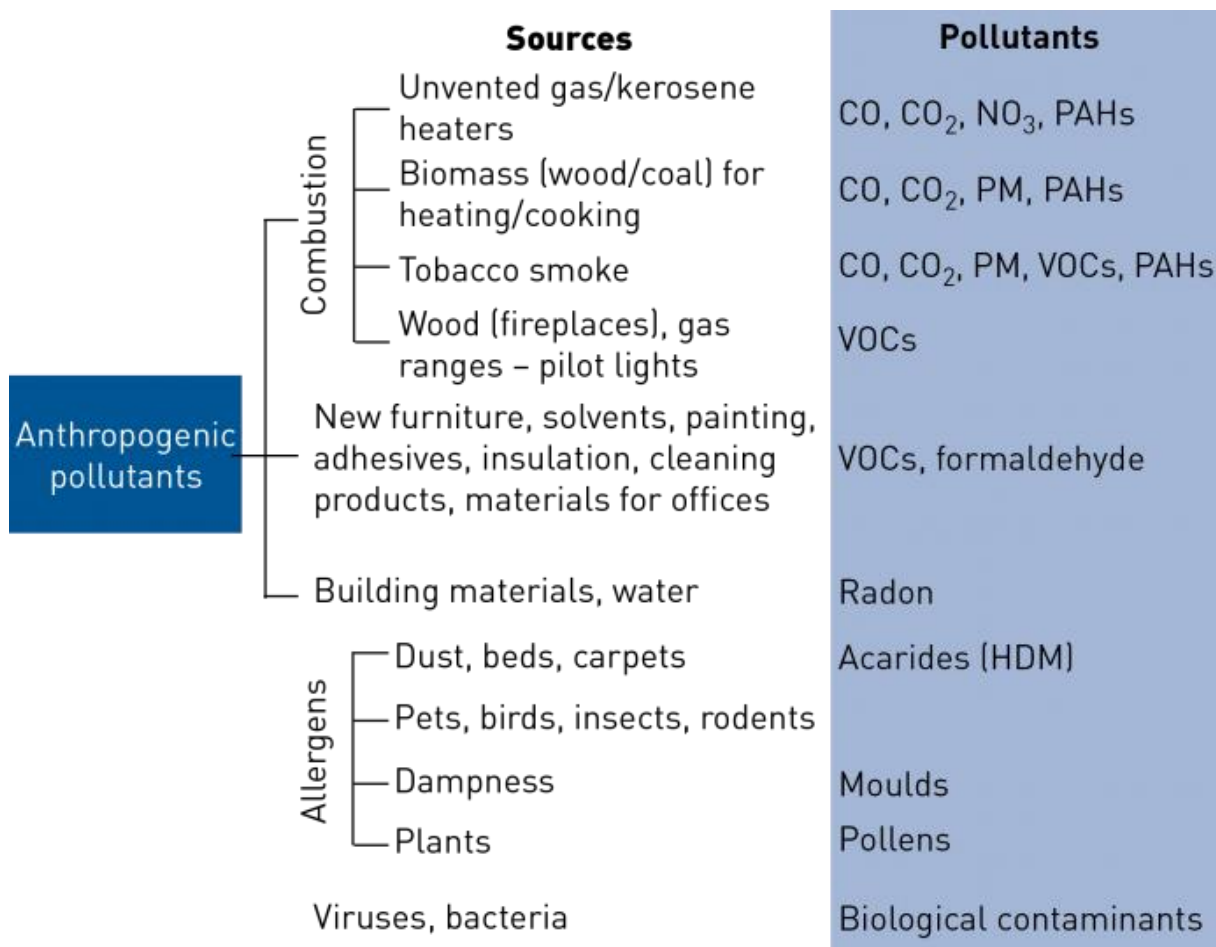 Sources
Pollutants
Anthropogenic
pollutants
Combustion
Unvented gas/kerosene
heaters
CO, CO₂, NO₃, PAHs
Biomass (wood/coal) for
heating/cooking
CO, CO₂, PM, PAHs
Tobacco smoke
CO, CO₂, PM, VOCs, PAHs
Wood (fireplaces), gas
ranges – pilot lights
VOCs
New furniture, solvents, painting,
adhesives, insulation, cleaning
products, materials for offices
VOCs, formaldehyde
Building materials, water
Radon
Allergens
Dust, beds, carpets
Acarides (HDM)
Pets, birds, insects, rodents
Dampness
Moulds
Plants
Pollens
Viruses, bacteria
Biological contaminants